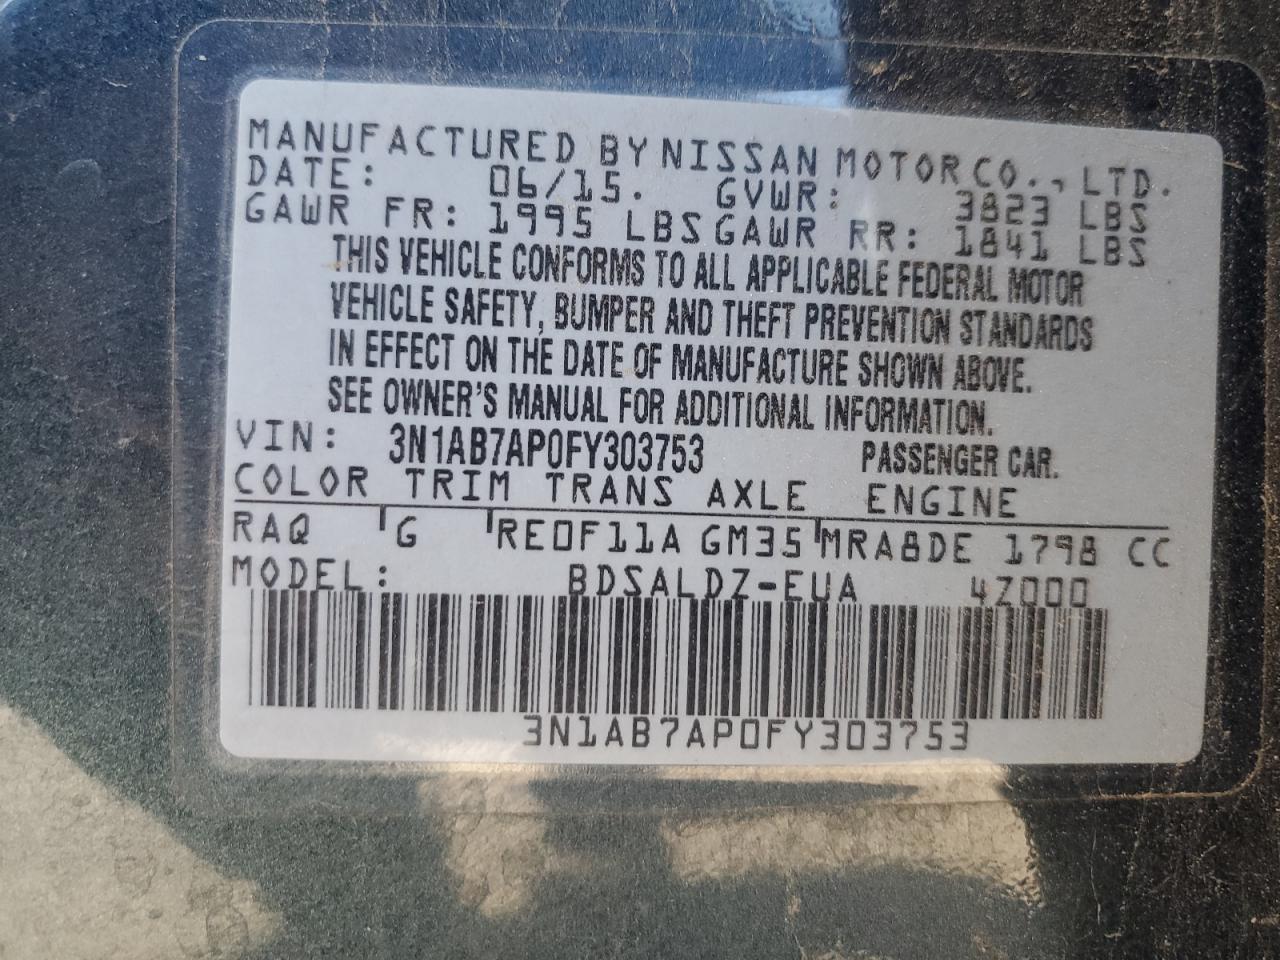 MANUFACTURED BY NISSAN MOTOR CO., LTD.
DATE: 06/15. GVWR: 3823 LBS
GAWR FR: 1995 LBS GAWR RR: 1841 LBS
THIS VEHICLE CONFORMS TO ALL APPLICABLE FEDERAL MOTOR
VEHICLE SAFETY, BUMPER AND THEFT PREVENTION STANDARDS
IN EFFECT ON THE DATE OF MANUFACTURE SHOWN ABOVE.
SEE OWNER'S MANUAL FOR ADDITIONAL INFORMATION.
VIN: 3N1AB7AP0FY303753 PASSENGER CAR.
COLOR TRIM TRANS AXLE ENGINE
RAQ G RE0F11A GM35 MRA8DE 1798 CC
MODEL: BDSALDZ-EUA 4Z000
3N1AB7AP0FY303753